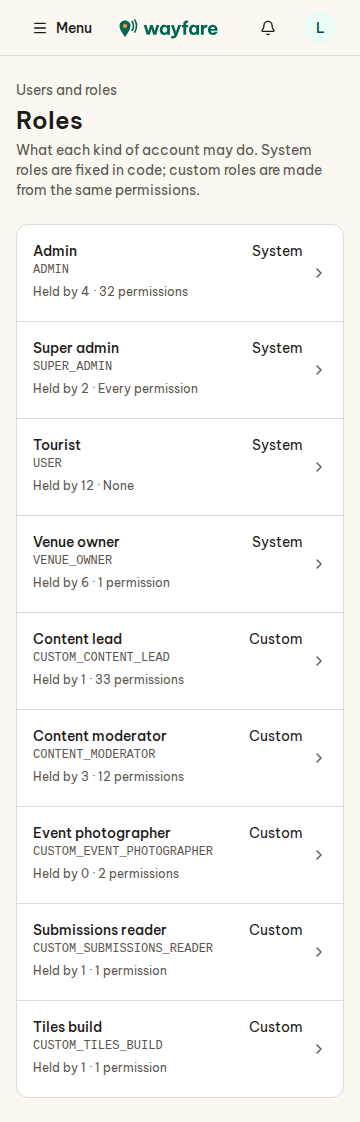 Menu
wayfare
L
Users and roles
Roles
What each kind of account may do. System
roles are fixed in code; custom roles are made
from the same permissions.
Admin System
ADMIN
Held by 4 · 32 permissions
Super admin System
SUPER_ADMIN
Held by 2 · Every permission
Tourist System
USER
Held by 12 · None
Venue owner System
VENUE_OWNER
Held by 6 · 1 permission
Content lead Custom
CUSTOM_CONTENT_LEAD
Held by 1 · 33 permissions
Content moderator Custom
CONTENT_MODERATOR
Held by 3 · 12 permissions
Event photographer Custom
CUSTOM_EVENT_PHOTOGRAPHER
Held by 0 · 2 permissions
Submissions reader Custom
CUSTOM_SUBMISSIONS_READER
Held by 1 · 1 permission
Tiles build Custom
CUSTOM_TILES_BUILD
Held by 1 · 1 permission